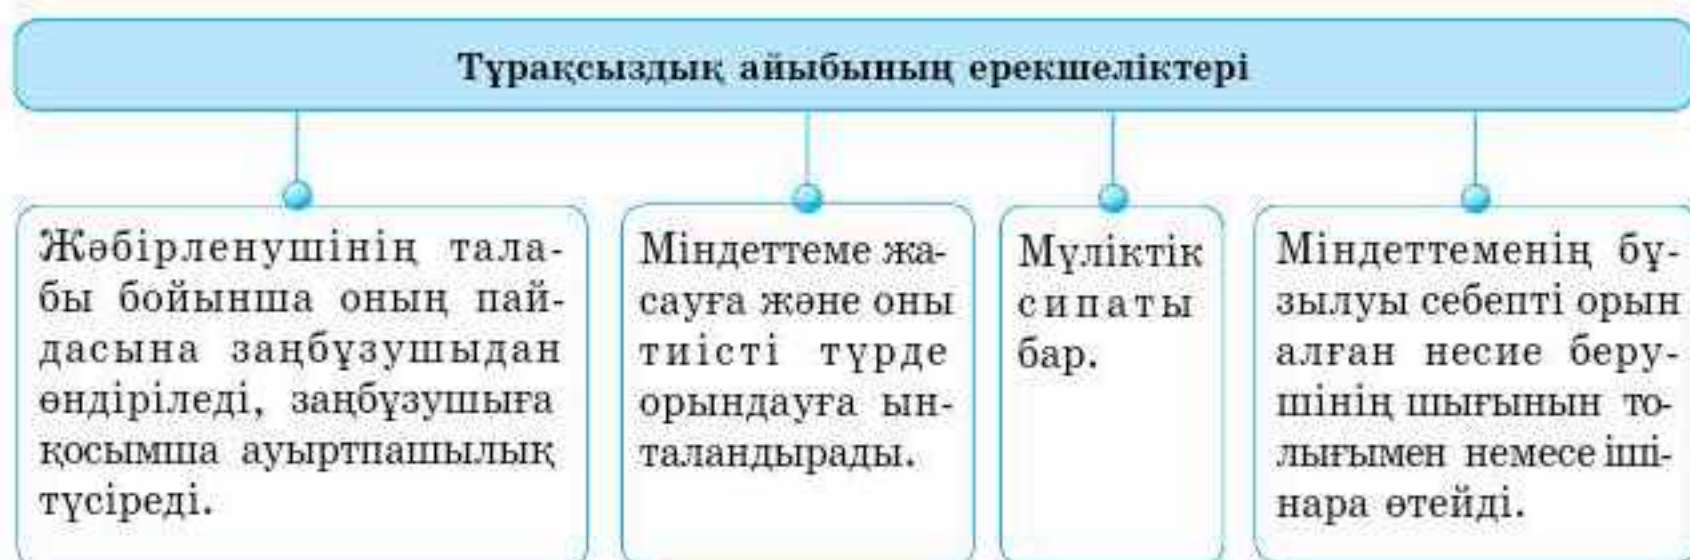 Тұрақсыздық айыбының ерекшеліктері
Жәбірленушінің тала-
бы бойынша оның пай-
дасына заңбұзушыдан
өндіріледі, заңбұзушыға
қосымша ауыртпашылық
түсіреді.
Міндеттеме жа-
сауға және оны
тиісті түрде
орындауға ын-
таландырады.
Мүліктік
сипаты
бар.
Міндеттеменің бұ-
зылуы себепті орын
алған несие беру-
шінің шығынын то-
лығымен немесе іші-
нара өтейді.